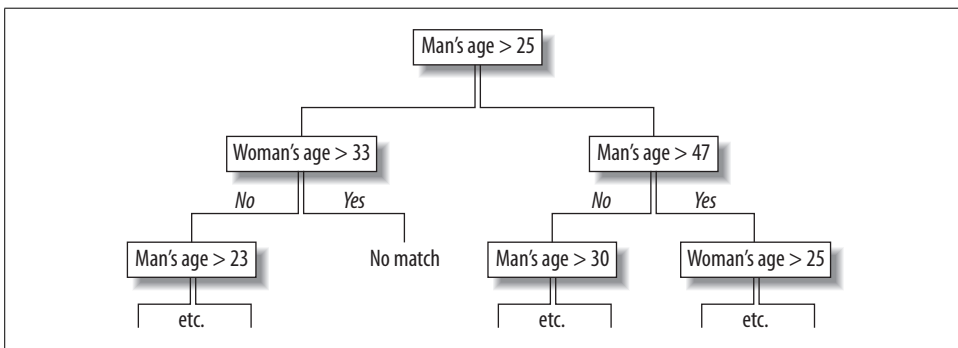 Man's age > 25
Woman's age > 33
Man's age > 47
No
Yes
No
Yes
Man's age > 23
No match
Man's age > 30
Woman's age > 25
etc.
etc.
etc.